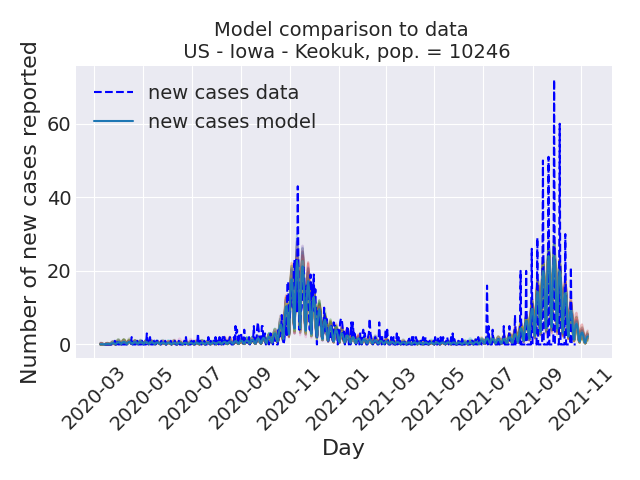 Model comparison to data
US - Iowa - Keokuk, pop. = 10246
Number of new cases reported
new cases data
new cases model
60
40
20
0
2020-03
2020-05
2020-07
2020-09
2020-11
2021-01
2021-03
2021-05
2021-07
2021-09
2021-11
Day